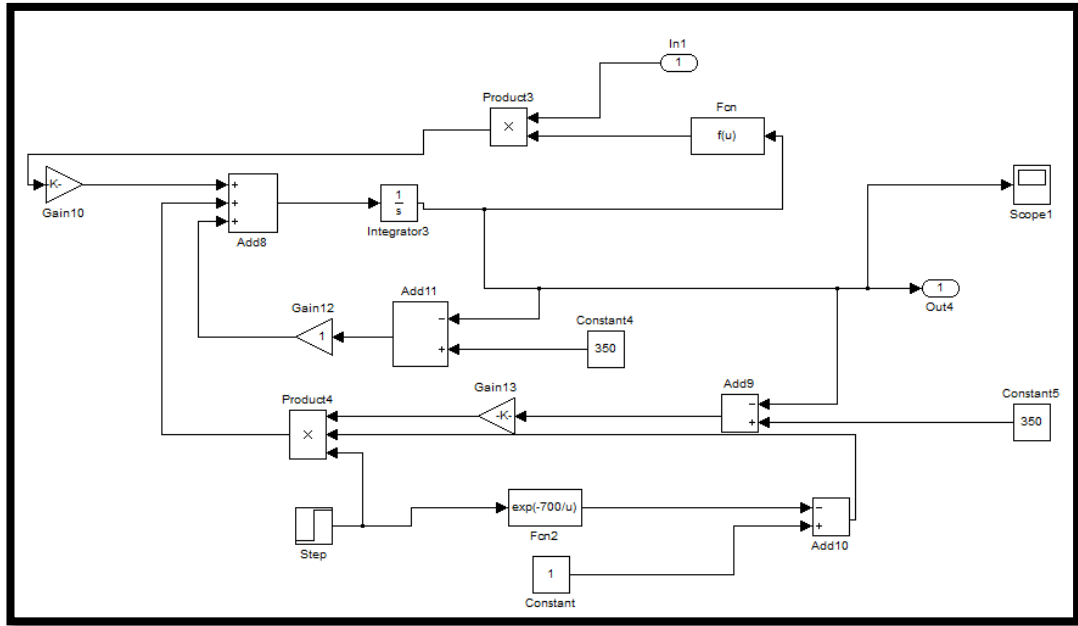 In1
1
Product3
×
Fcn
f(u)
-K-
Gain10
+
+
+
Add8
1
s
Integrator3
Scope1
1
Out4
Add11
−
+
Gain12
1
Constant4
350
Gain13
-K-
Add9
−
+
Constant5
350
Product4
×
Step
exp(-700/u)
Fcn2
−
+
Add10
1
Constant